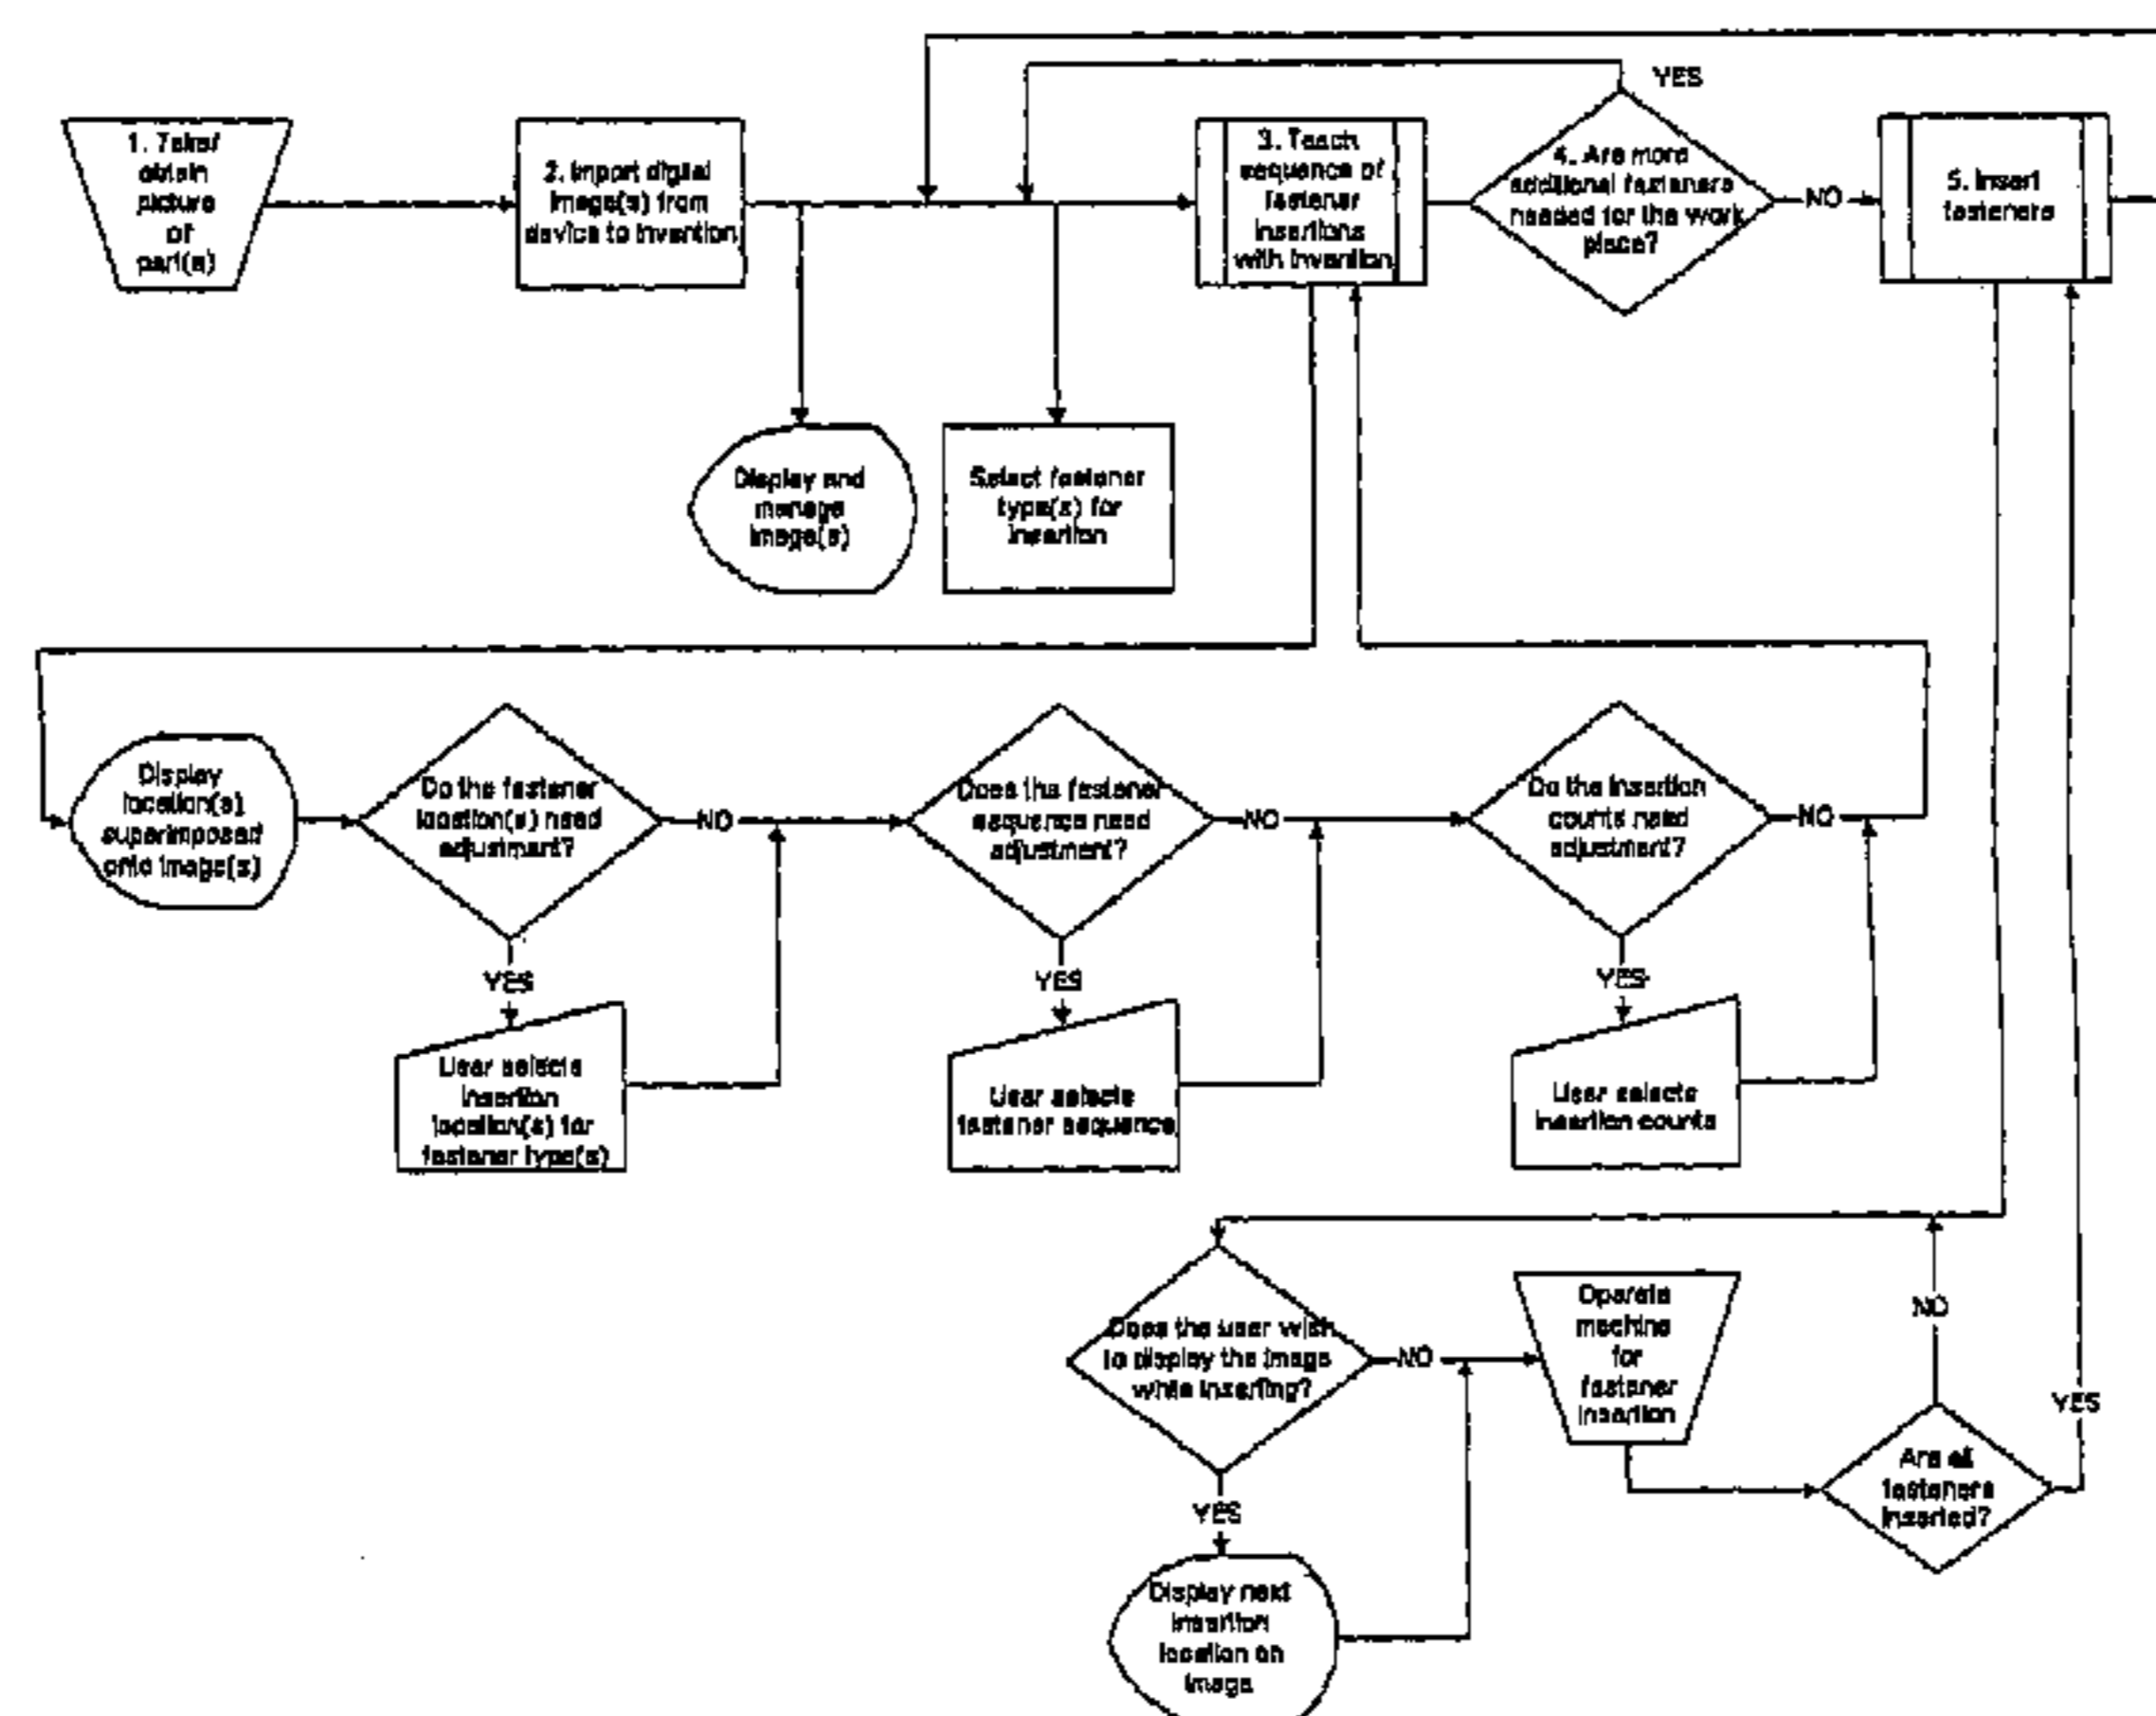 1. Take/
obtain
picture
of
part(s)
2. Import digital
image(s) from
device to invention
3. Teach
sequence of
fastener
insertions
with invention
YES
4. Are more
additional fasteners
needed for the work
place?
NO
5. Insert
fasteners
Display and
manage
image(s)
Select fastener
type(s) for
insertion
Display
location(s)
superimposed
onto image(s)
Do the fastener
location(s) need
adjustment?
NO
Does the fastener
sequence need
adjustment?
NO
Do the insertion
counts need
adjustment?
NO
YES
YES
YES
User selects
insertion
location(s) for
fastener type(s)
User selects
fastener sequence
User selects
insertion counts
Does the user wish
to display the image
while inserting?
NO
Operate
machine
for
fastener
insertion
NO
YES
Are all
fasteners
inserted?
YES
Display next
insertion
location on
image